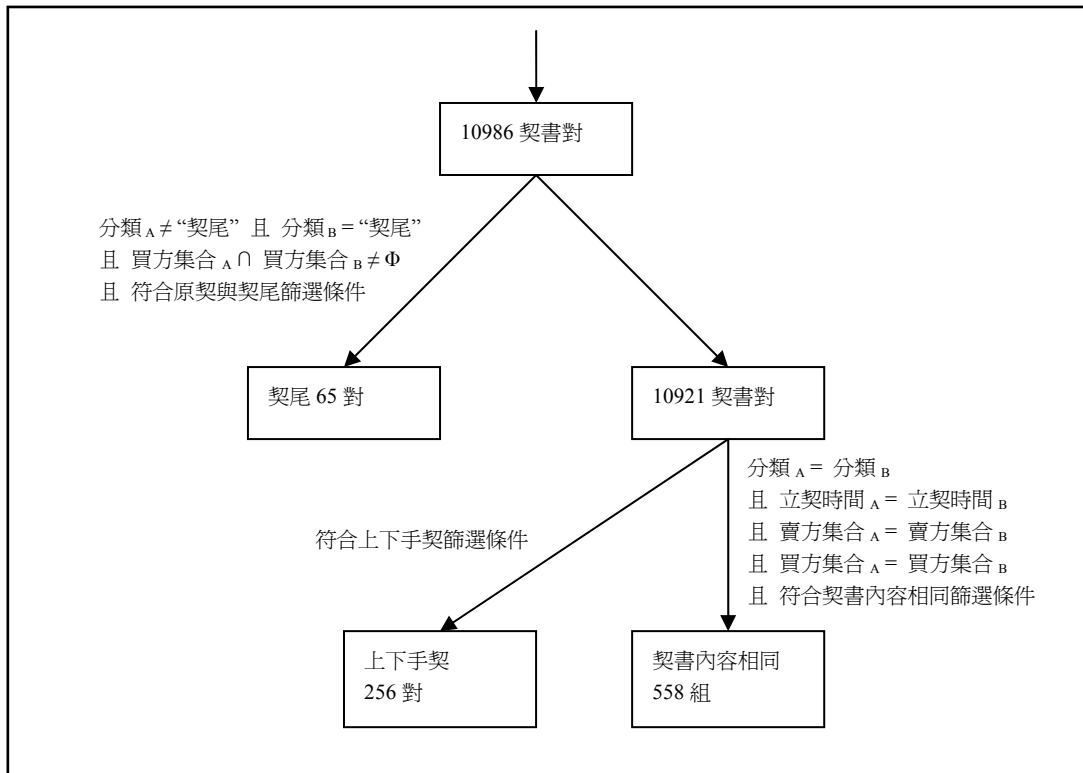 10986 契書對
分類 A ≠ “契尾” 且 分類 B = “契尾”
且 買方集合 A ∩ 買方集合 B ≠ Φ
且 符合原契與契尾篩選條件
契尾 65 對
10921 契書對
分類 A = 分類 B
且 立契時間 A = 立契時間 B
且 賣方集合 A = 賣方集合 B
且 買方集合 A = 買方集合 B
且 符合契書內容相同篩選條件
符合上下手契篩選條件
上下手契
256 對
契書內容相同
558 組